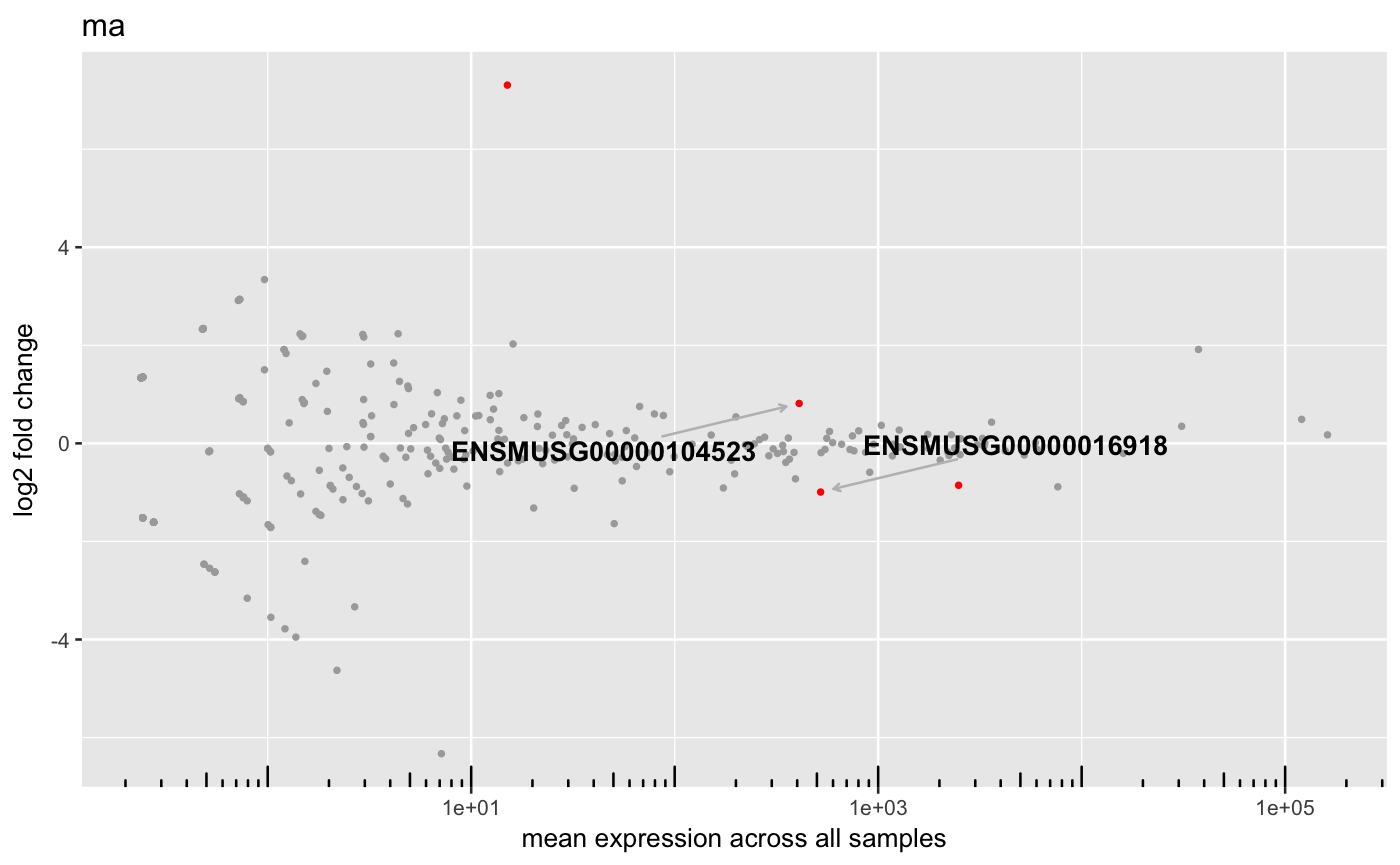 ma
4
0
-4
log2 fold change
ENSMUSG00000104523
ENSMUSG00000016918
1e+01
1e+03
1e+05
mean expression across all samples